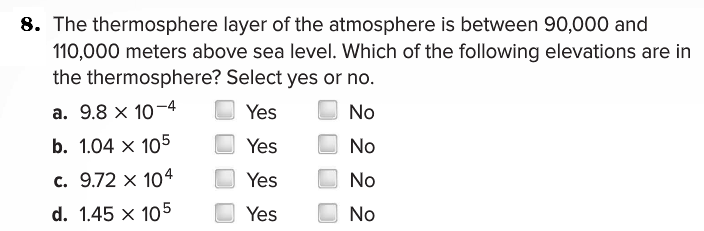 8. The thermosphere layer of the atmosphere is between 90,000 and
110,000 meters above sea level. Which of the following elevations are in
the thermosphere? Select yes or no.
a. 9.8 × 10⁻⁴ Yes No
b. 1.04 × 10⁵ Yes No
c. 9.72 × 10⁴ Yes No
d. 1.45 × 10⁵ Yes No